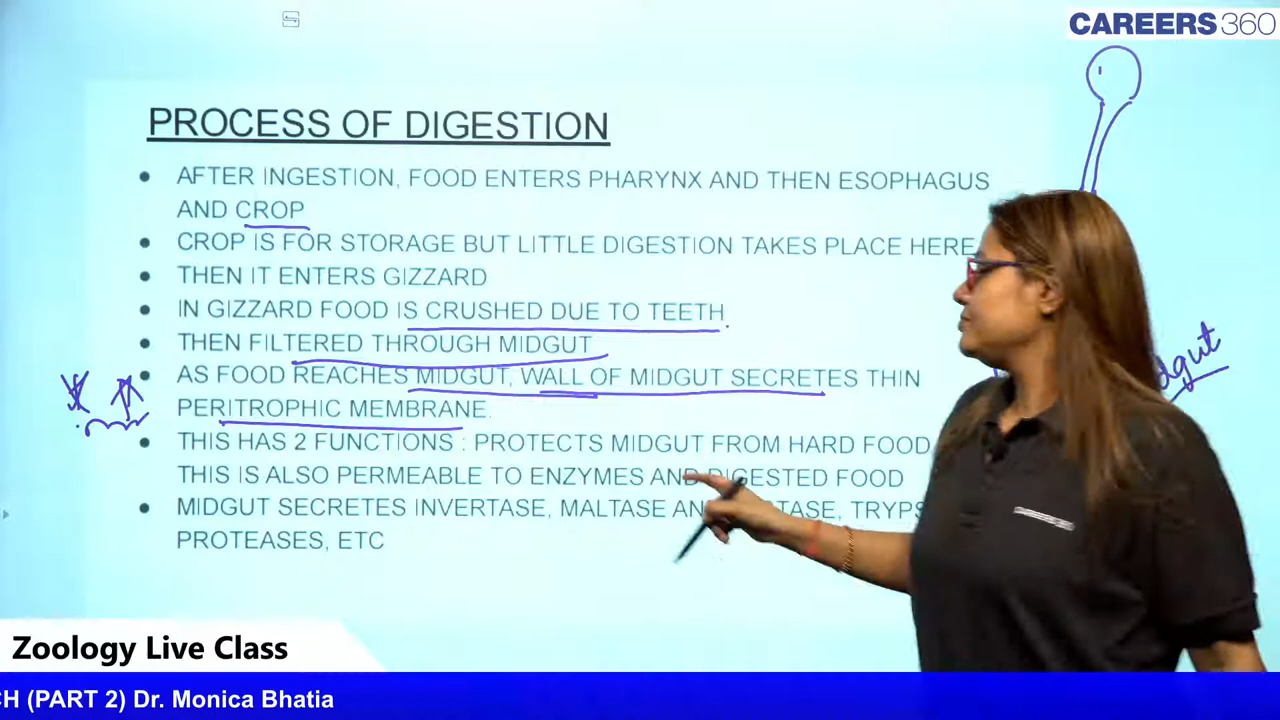 CAREERS360
PROCESS OF DIGESTION
AFTER INGESTION, FOOD ENTERS PHARYNX AND THEN ESOPHAGUS
AND CROP
CROP IS FOR STORAGE BUT LITTLE DIGESTION TAKES PLACE HERE
THEN IT ENTERS GIZZARD
IN GIZZARD FOOD IS CRUSHED DUE TO TEETH
THEN FILTERED THROUGH MIDGUT
AS FOOD REACHES MIDGUT, WALL OF MIDGUT SECRETES THIN
PERITROPHIC MEMBRANE.
THIS HAS 2 FUNCTIONS : PROTECTS MIDGUT FROM HARD FOOD
THIS IS ALSO PERMEABLE TO ENZYMES AND DIGESTED FOOD
MIDGUT SECRETES INVERTASE, MALTASE
PROTEASES, ETC
CAREERS360
Zoology Live Class
CH (PART 2) Dr. Monica Bhatia